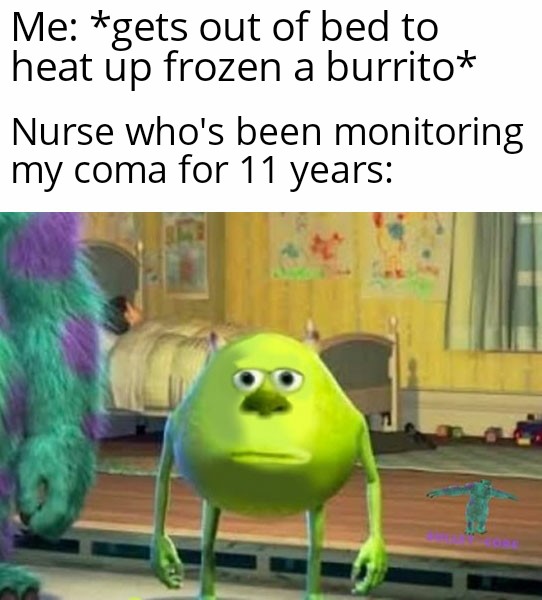 Me: *gets out of bed to
heat up frozen a burrito*
Nurse who's been monitoring
my coma for 11 years: